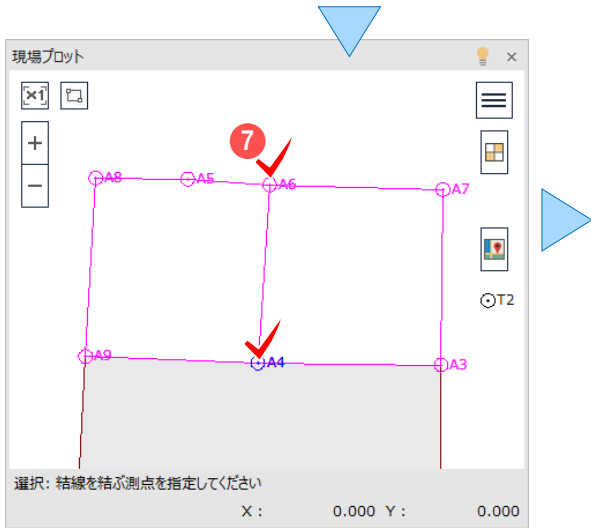 現場プロット
×1
7
A8
A5
A6
A7
T2
A9
A4
A3
選択: 結線を結ぶ測点を指定してください
X : 0.000 Y : 0.000